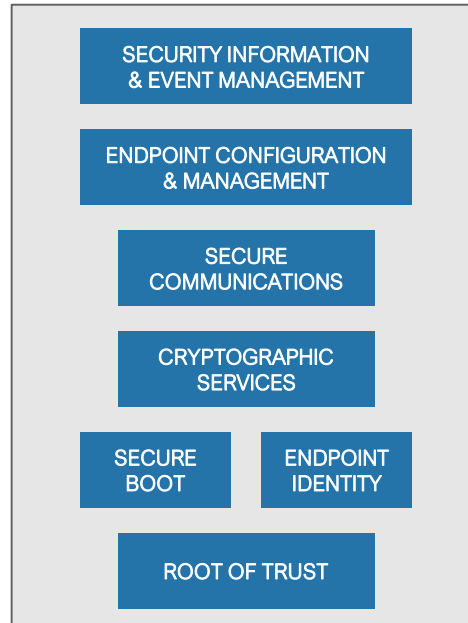 SECURITY INFORMATION
& EVENT MANAGEMENT
ENDPOINT CONFIGURATION
& MANAGEMENT
SECURE
COMMUNICATIONS
CRYPTOGRAPHIC
SERVICES
SECURE
BOOT
ENDPOINT
IDENTITY
ROOT OF TRUST